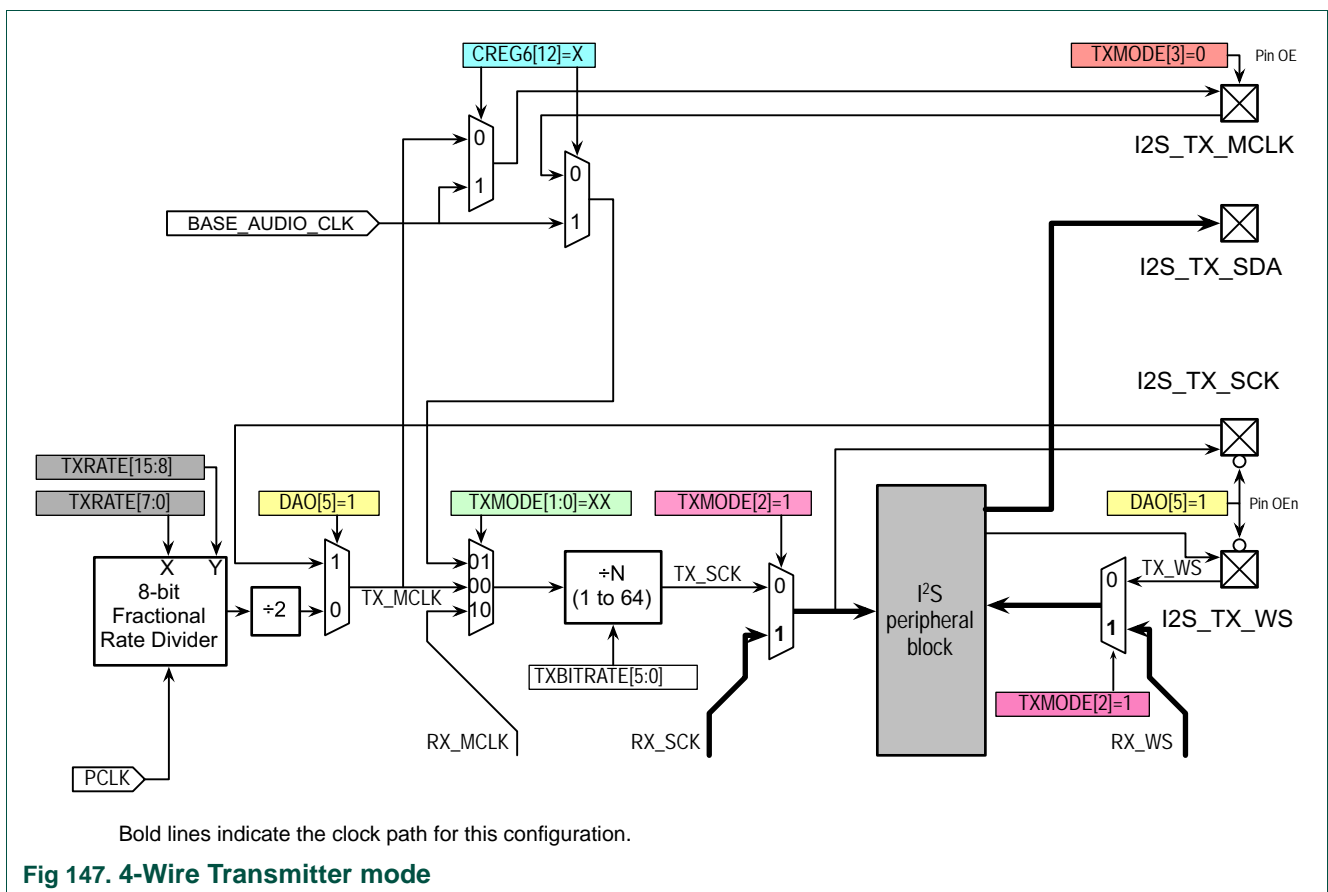 CREG6[12]=X
TXMODE[3]=0
Pin OE
0
1
I2S_TX_MCLK
0
1
BASE_AUDIO_CLK
I2S_TX_SDA
I2S_TX_SCK
TXRATE[15:8]
TXRATE[7:0]
DAO[5]=1
TXMODE[1:0]=XX
TXMODE[2]=1
DAO[5]=1
Pin OEn
X
Y
8-bit
Fractional
Rate Divider
÷2
1
0
TX_MCLK
01
00
10
÷N
(1 to 64)
TX_SCK
0
1
I²S
peripheral
block
TX_WS
0
1
I2S_TX_WS
TXBITRATE[5:0]
TXMODE[2]=1
RX_MCLK
RX_SCK
RX_WS
PCLK
Bold lines indicate the clock path for this configuration.
Fig 147. 4-Wire Transmitter mode